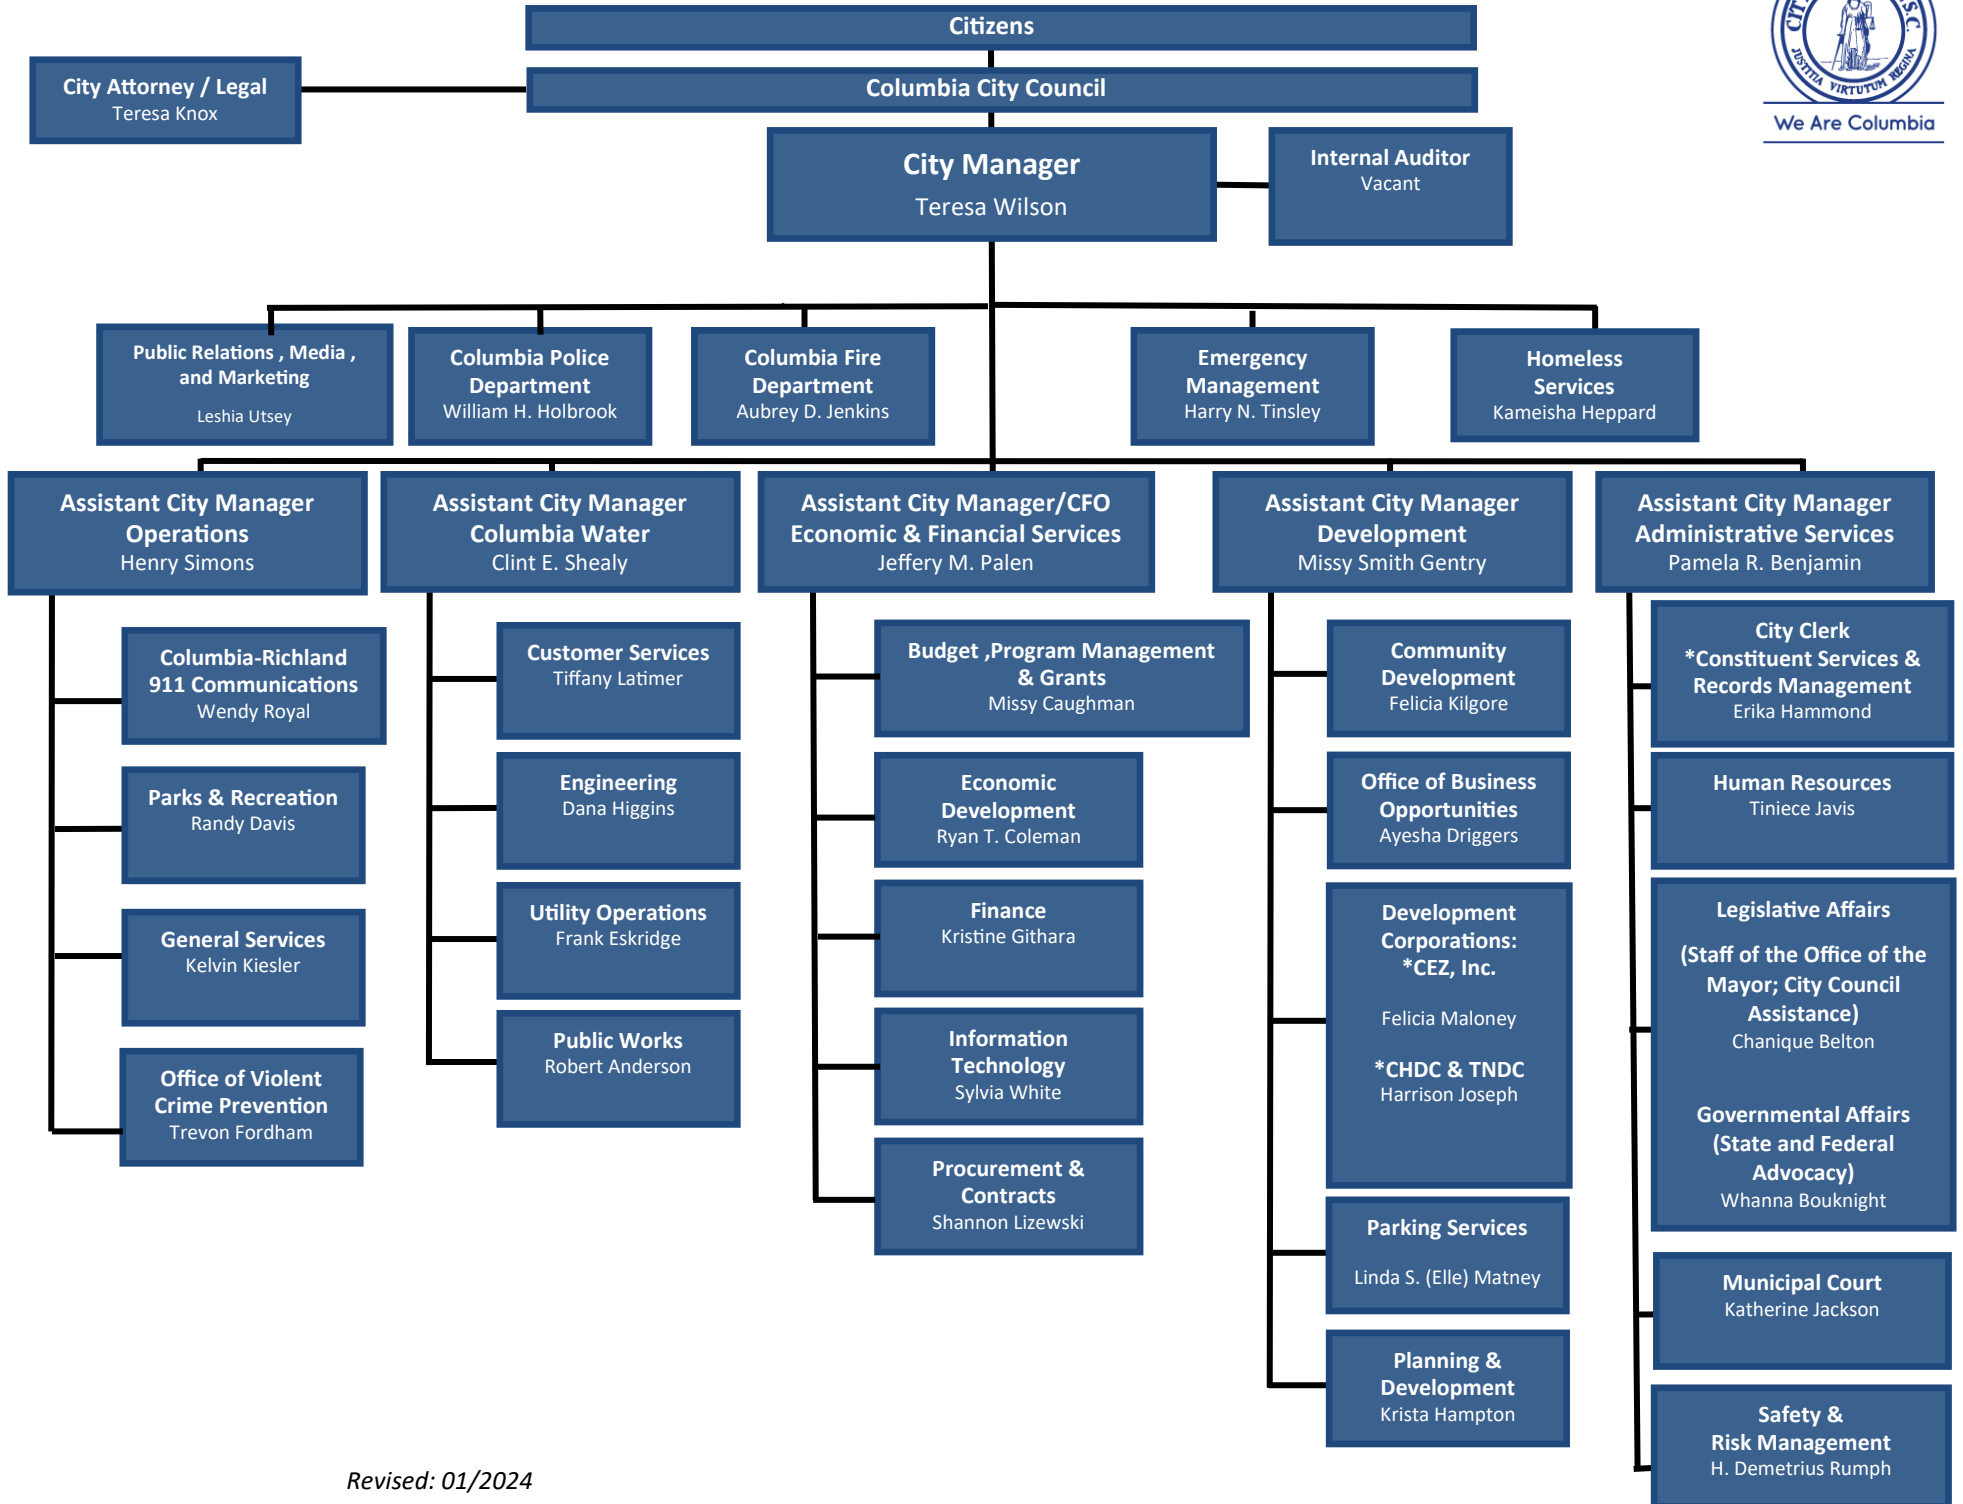 Citizens
City Attorney / Legal
Teresa Knox
Columbia City Council
JUSTITIA VIRTUTUM REGINA
We Are Columbia
City Manager
Teresa Wilson
Internal Auditor
Vacant
Public Relations , Media ,
and Marketing
Leshia Utsey
Columbia Police
Department
William H. Holbrook
Columbia Fire
Department
Aubrey D. Jenkins
Emergency
Management
Harry N. Tinsley
Homeless
Services
Kameisha Heppard
Assistant City Manager
Operations
Henry Simons
Assistant City Manager
Columbia Water
Clint E. Shealy
Assistant City Manager/CFO
Economic & Financial Services
Jeffery M. Palen
Assistant City Manager
Development
Missy Smith Gentry
Assistant City Manager
Administrative Services
Pamela R. Benjamin
Columbia-Richland
911 Communications
Wendy Royal
Parks & Recreation
Randy Davis
General Services
Kelvin Kiesler
Office of Violent
Crime Prevention
Trevon Fordham
Customer Services
Tiffany Latimer
Engineering
Dana Higgins
Utility Operations
Frank Eskridge
Public Works
Robert Anderson
Budget ,Program Management
& Grants
Missy Caughman
Economic
Development
Ryan T. Coleman
Finance
Kristine Githara
Information
Technology
Sylvia White
Procurement &
Contracts
Shannon Lizewski
Community
Development
Felicia Kilgore
Office of Business
Opportunities
Ayesha Driggers
Development
Corporations:
*CEZ, Inc.
Felicia Maloney
*CHDC & TNDC
Harrison Joseph
Parking Services
Linda S. (Elle) Matney
Planning &
Development
Krista Hampton
City Clerk
*Constituent Services &
Records Management
Erika Hammond
Human Resources
Tiniece Javis
Legislative Affairs
(Staff of the Office of the
Mayor; City Council
Assistance)
Chanique Belton
Governmental Affairs
(State and Federal
Advocacy)
Whanna Bouknight
Municipal Court
Katherine Jackson
Safety &
Risk Management
H. Demetrius Rumph
Revised: 01/2024